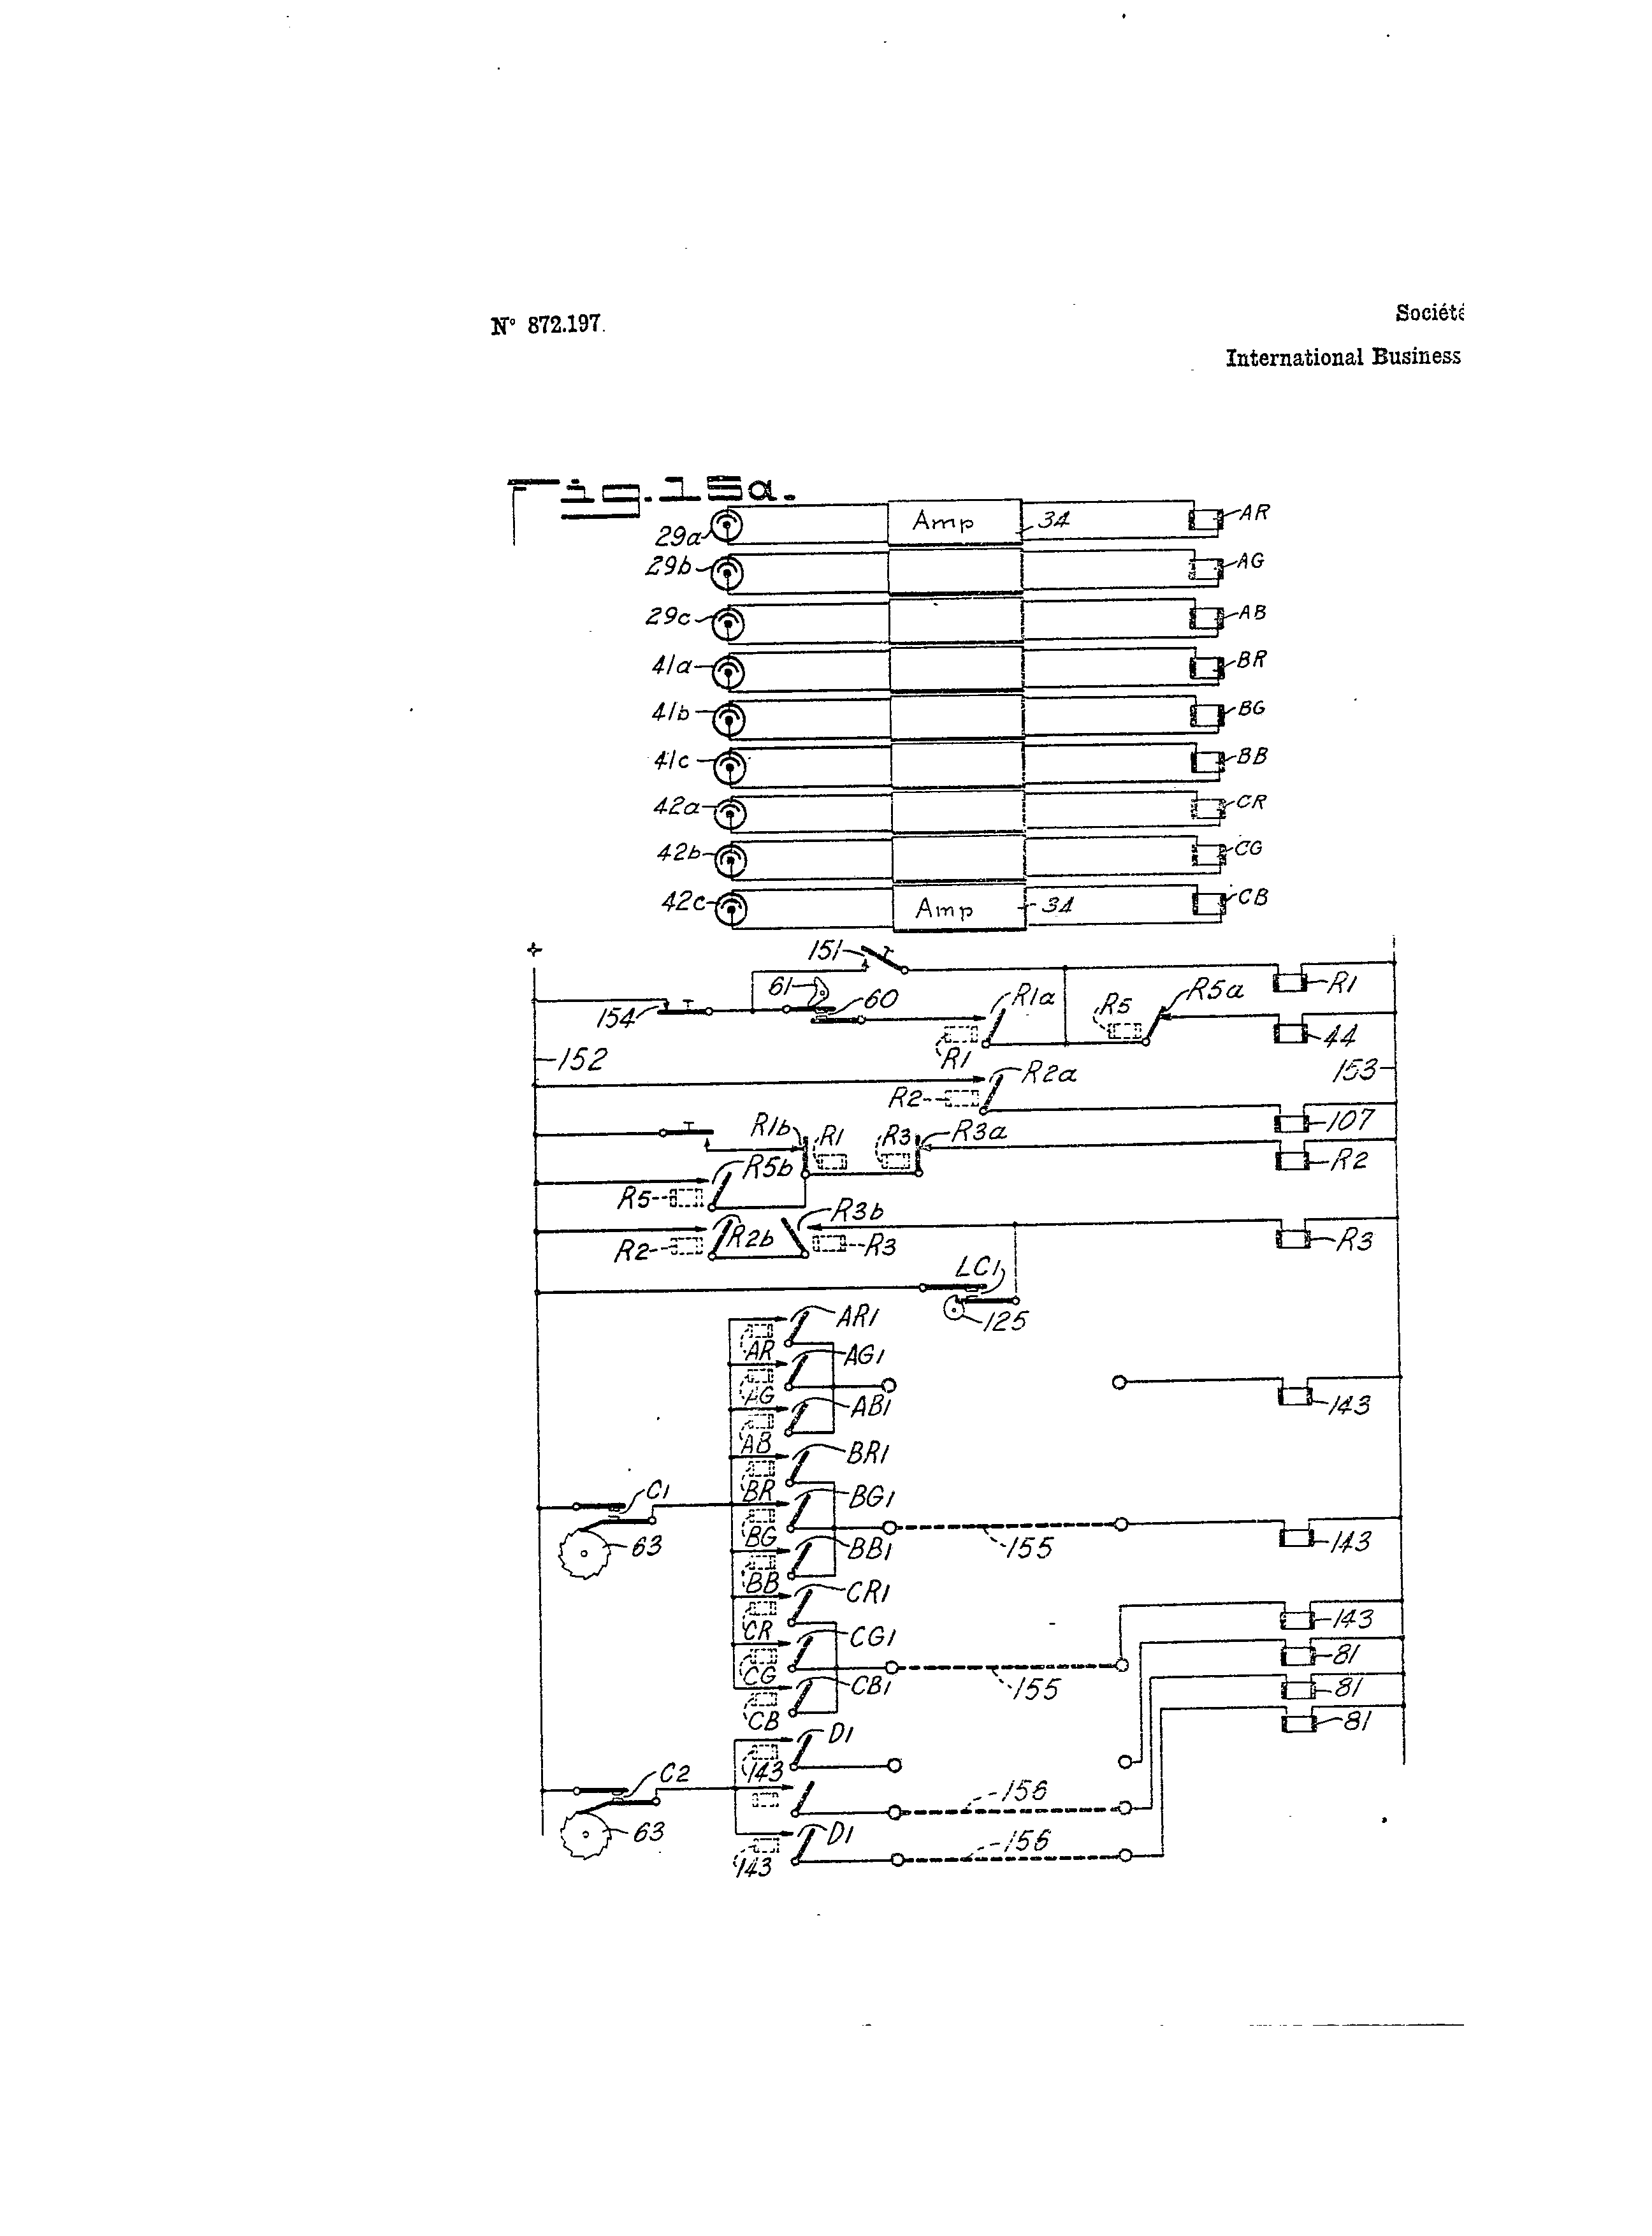 N° 872.197.
Société
International Business
Fig.15a.
29a Amp 34 AR
29b AG
29c AB
41a BR
41b BG
41c BB
42a CR
42b CG
42c Amp 34 CB
+
151
61 60 R1a R5 R5a R1
154 R1 44
152 153
R2 R2a
107
R1b R1 R3 R3a
R5b R2
R5
R3b
R2 R2b R3 R3
LC1
125
AR1
AR
AG1
AG 143
AB1
AB
BR1
C1 BR
BG1
63 BG 155 143
BB1
BB
CR1
CR 143
CG1
CG 155 81
CB1 81
CB 81
D1
C2 143
156
63 D1
143 156